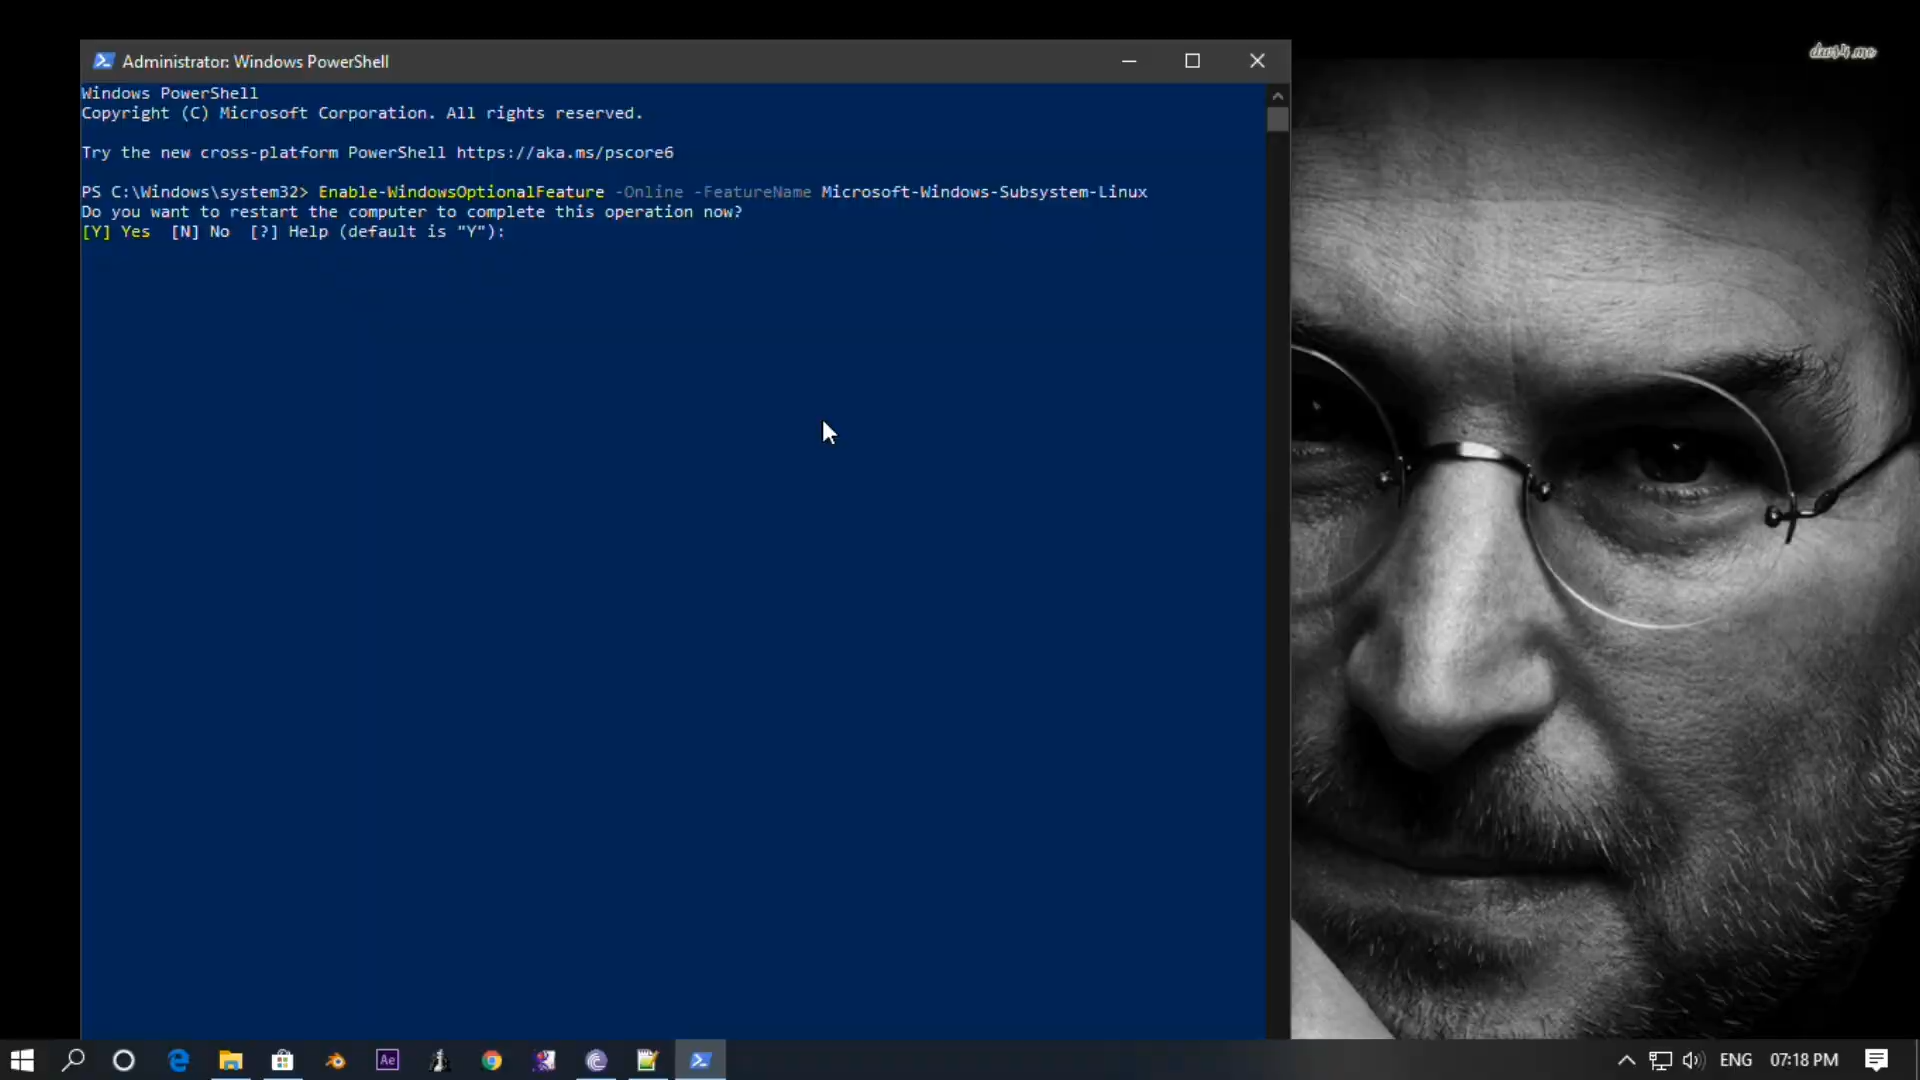 Administrator: Windows PowerShell
Windows PowerShell
Copyright (C) Microsoft Corporation. All rights reserved.
Try the new cross-platform PowerShell https://aka.ms/pscore6
PS C:\Windows\system32> Enable-WindowsOptionalFeature -Online -FeatureName Microsoft-Windows-Subsystem-Linux
Do you want to restart the computer to complete this operation now?
[Y] Yes  [N] No  [?] Help (default is "Y"):
Ae
ENG
07:18 PM